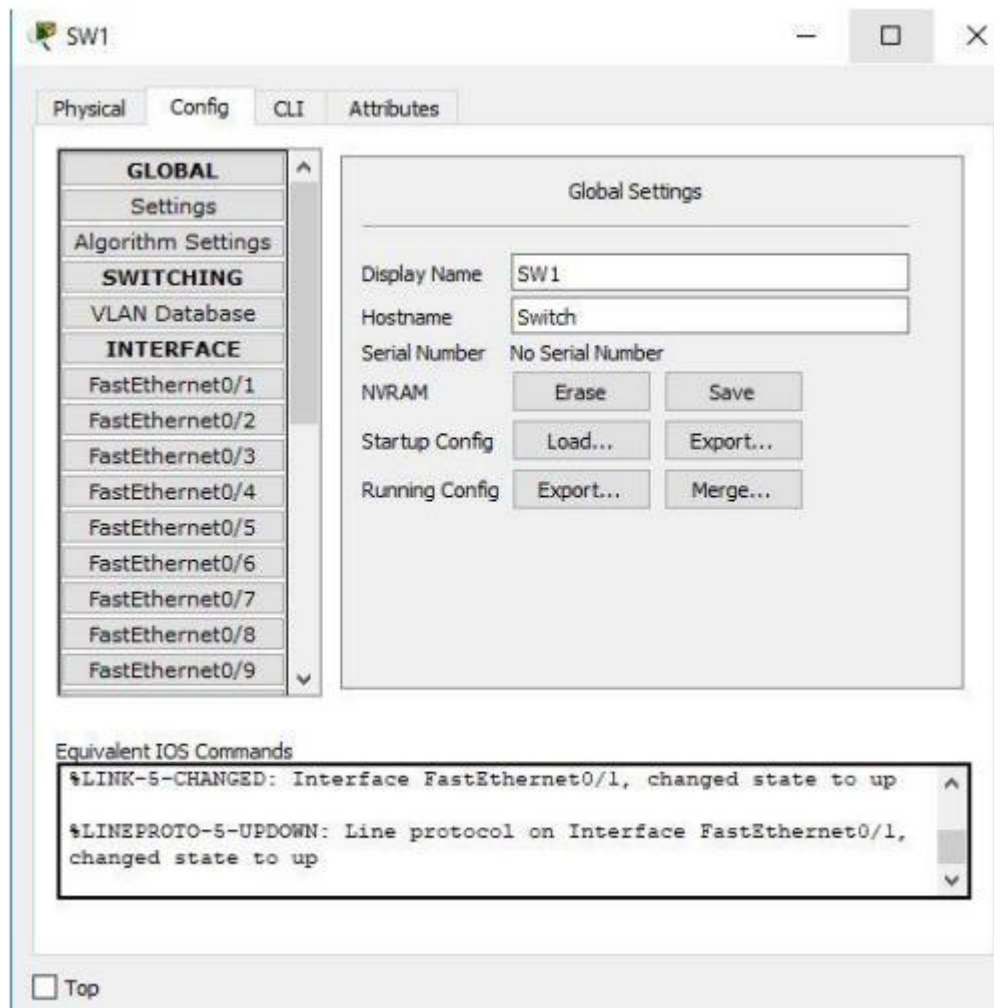 SW1
Physical Config CLI Attributes
GLOBAL
Settings
Algorithm Settings
SWITCHING
VLAN Database
INTERFACE
FastEthernet0/1
FastEthernet0/2
FastEthernet0/3
FastEthernet0/4
FastEthernet0/5
FastEthernet0/6
FastEthernet0/7
FastEthernet0/8
FastEthernet0/9
Global Settings
Display Name SW1
Hostname Switch
Serial Number No Serial Number
NVRAM Erase Save
Startup Config Load... Export...
Running Config Export... Merge...
Equivalent IOS Commands
%LINK-5-CHANGED: Interface FastEthernet0/1, changed state to up
%LINEPROTO-5-UPDOWN: Line protocol on Interface FastEthernet0/1,
changed state to up
Top